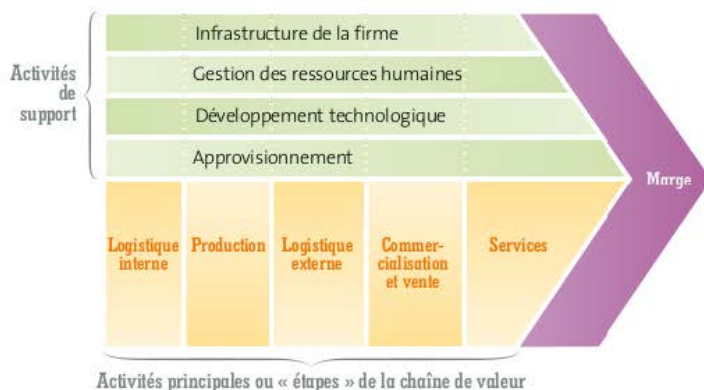 Infrastructure de la firme
Activités
de
support
Gestion des ressources humaines
Développement technologique
Approvisionnement
Marge
Logistique
interne
Production
Logistique
externe
Commer-
cialisation
et vente
Services
Activités principales ou « étapes » de la chaîne de valeur